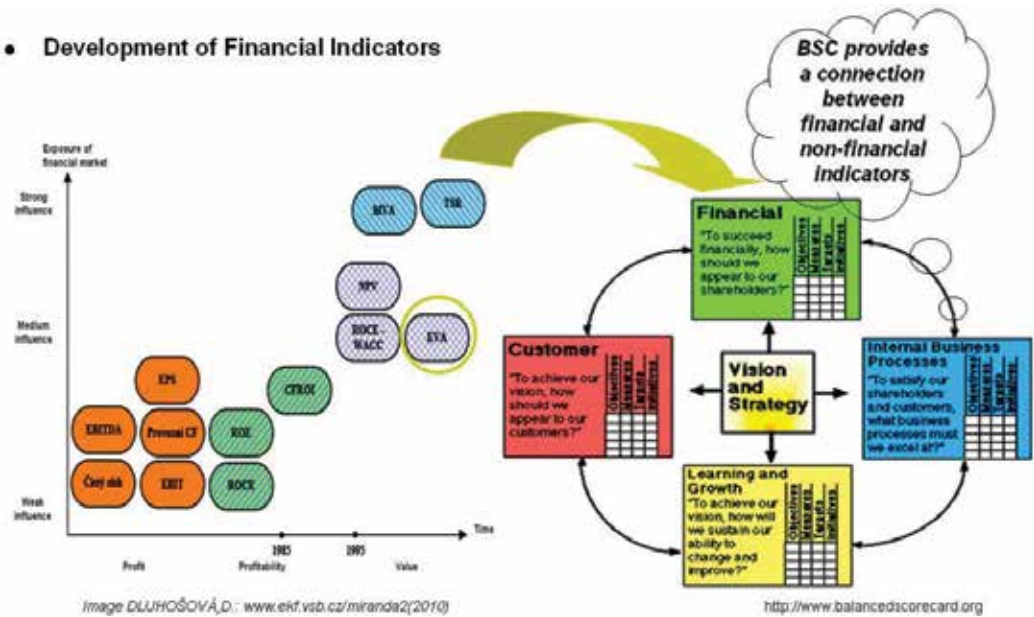 • Development of Financial Indicators
BSC provides
a connection
between
financial and
non-financial
indicators
Exposure of
financial market
Strong
influence
Medium
influence
Weak
influence
MVA
TSR
NPV
ROCE -
WACC
EVA
EPS
CFROI
EBITDA
Provozní CF
ROE
Čistý zisk
EBIT
ROCE
Time
1985
1995
Profit
Profitability
Value
Financial
"To succeed
financially, how
should we
appear to our
shareholders?"
Objectives
Measures
Targets
Initiatives
Customer
"To achieve our
vision, how
should we
appear to our
customers?"
Objectives
Measures
Targets
Initiatives
Vision
and
Strategy
Internal Business
Processes
"To satisfy our
shareholders
and customers,
what business
processes must
we excel at?"
Objectives
Measures
Targets
Initiatives
Learning and
Growth
"To achieve our
vision, how will
we sustain our
ability to
change and
improve?"
Objectives
Measures
Targets
Initiatives
Image DLUHOŠOVÁ,D.: www.ekf.vsb.cz/miranda2(2010)
http://www.balancedscorecard.org